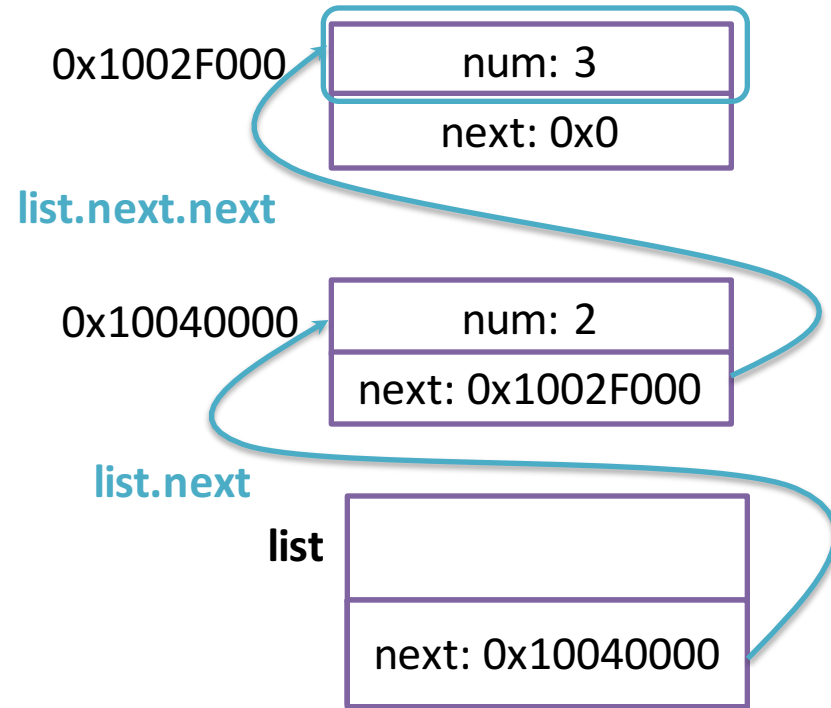 0x1002F000
num: 3
next: 0x0
list.next.next
0x10040000
num: 2
next: 0x1002F000
list.next
list
next: 0x10040000